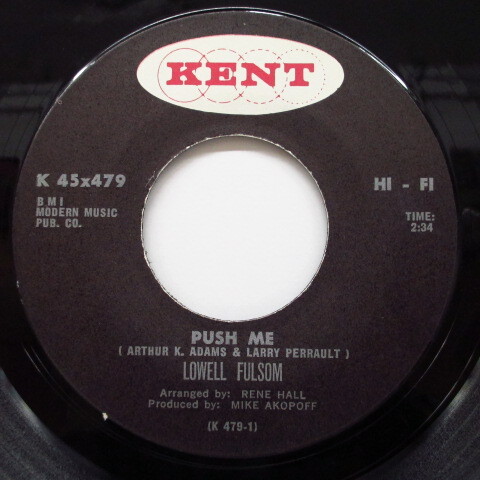 KENT
K 45x479
HI - FI
B M I
MODERN MUSIC
PUB. CO.
TIME:
2:34
PUSH ME
( ARTHUR K. ADAMS & LARRY PERRAULT )
LOWELL FULSOM
Arranged by: RENE HALL
Produced by: MIKE AKOPOFF
(K 479-1)